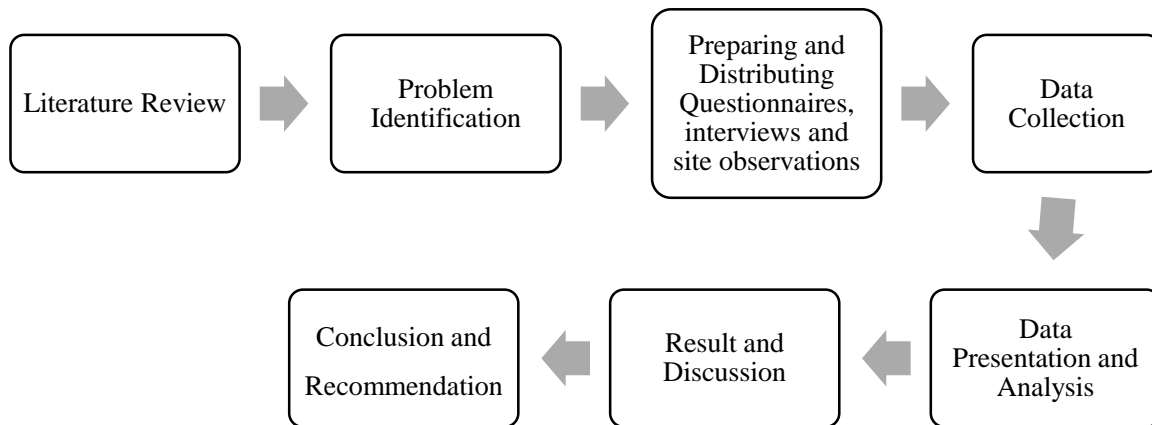 Literature Review
Problem
Identification
Preparing and
Distributing
Questionnaires,
interviews and
site observations
Data
Collection
Data
Presentation and
Analysis
Result and
Discussion
Conclusion and
Recommendation